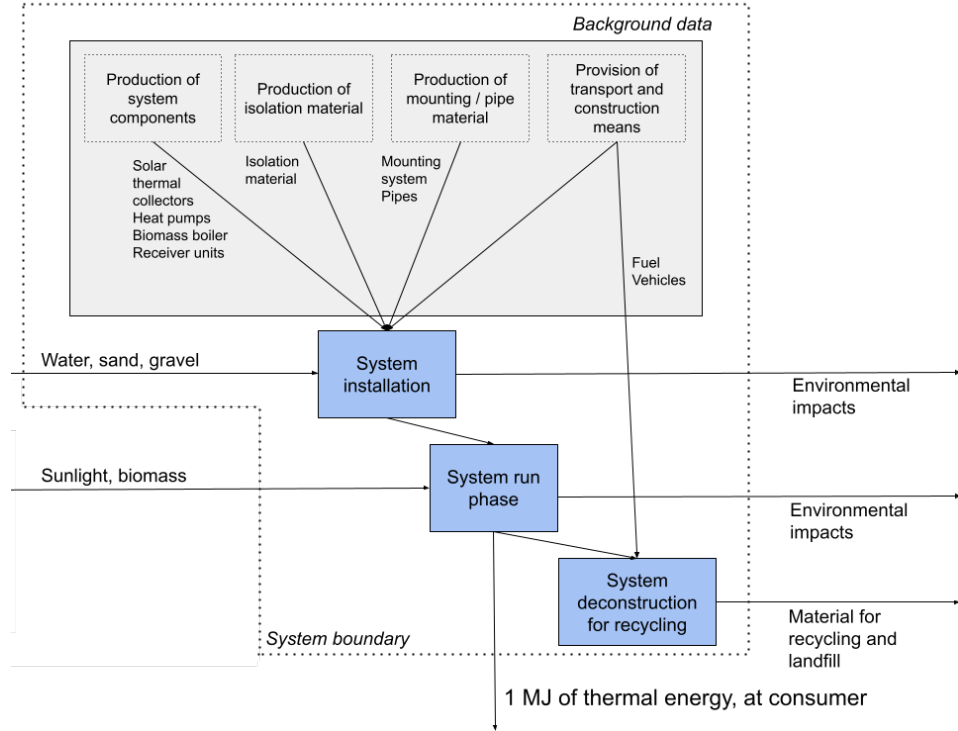 Background data
Production of
system
components
Production of
isolation material
Production of
mounting / pipe
material
Provision of
transport and
construction
means
Solar
thermal
collectors
Heat pumps
Biomass boiler
Receiver units
Isolation
material
Mounting
system
Pipes
Fuel
Vehicles
Water, sand, gravel
System
installation
Environmental
impacts
Sunlight, biomass
System run
phase
Environmental
impacts
System
deconstruction
for recycling
Material for
recycling and
landfill
System boundary
1 MJ of thermal energy, at consumer